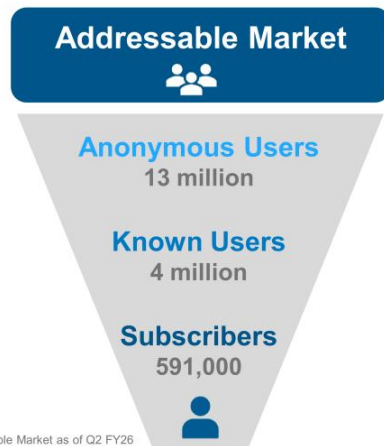 Addressable Market
Anonymous Users
13 million
Known Users
4 million
Subscribers
591,000
Market as of Q2 FY26